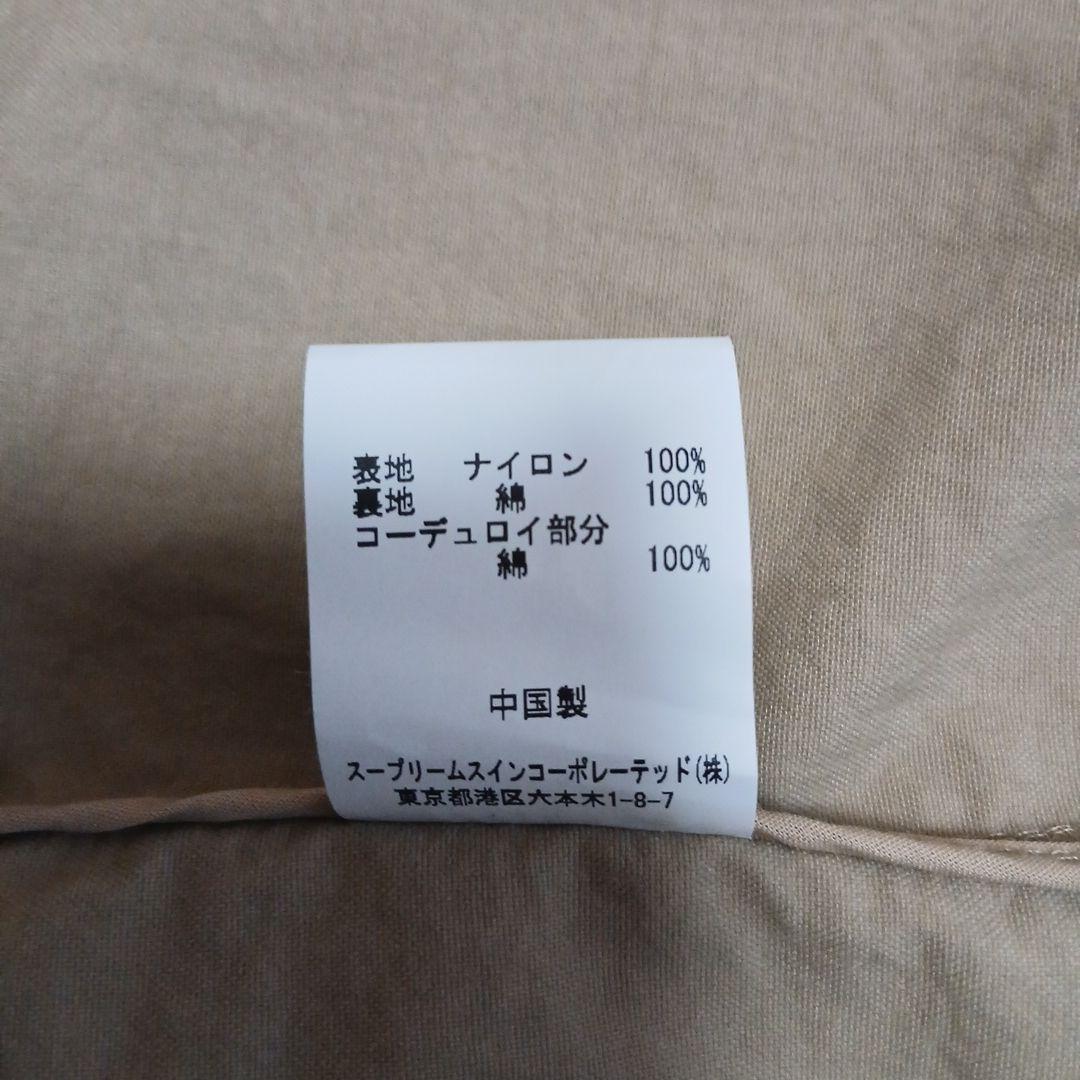 表地 ナイロン 100%
裏地 綿 100%
コーデュロイ部分
綿 100%
中国製
スープリームスインコーポレーテッド(株)
東京都港区六本木1-8-7